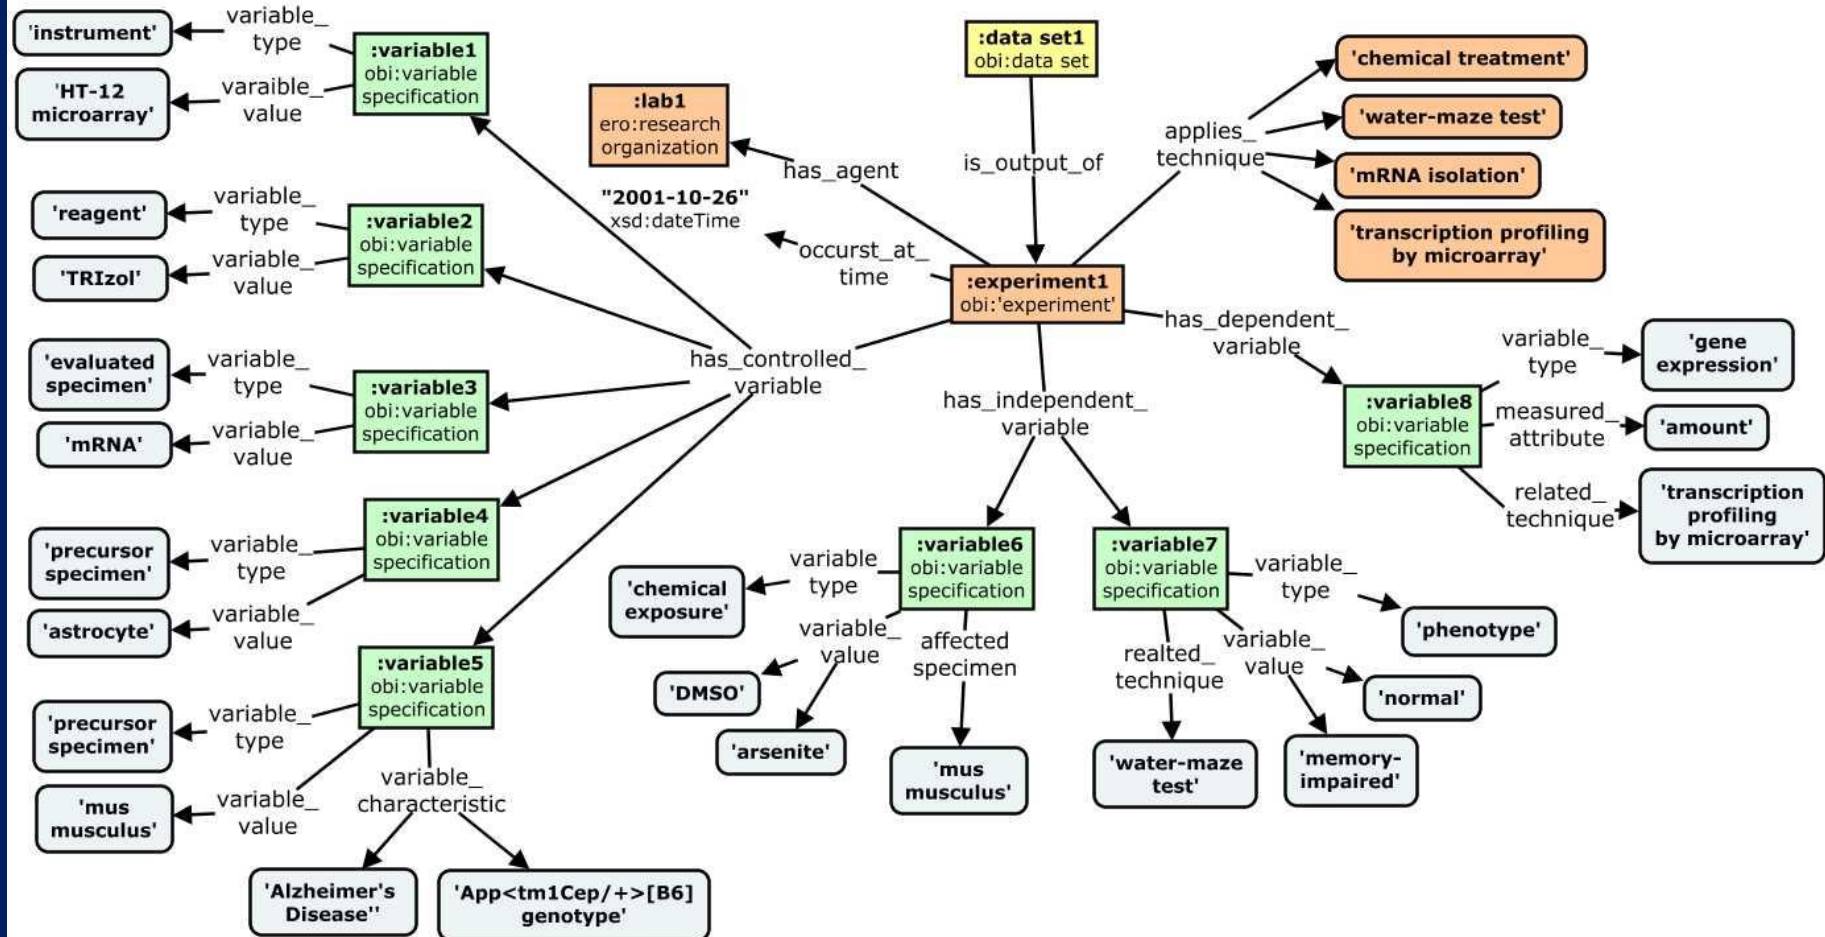 'instrument'
variable_
type
:variable1
obi:variable
specification
'HT-12
microarray'
varaible_
value
:data set1
obi:data set
:lab1
ero:research
organization
has_agent
is_output_of
"2001-10-26"
xsd:dateTime
occurst_at_
time
applies_
technique
'chemical treatment'
'water-maze test'
'mRNA isolation'
'transcription profiling
by microarray'
:experiment1
obi:'experiment'
'reagent'
variable_
type
:variable2
obi:variable
specification
'TRIzol'
variable_
value
has_controlled_
variable
'evaluated
specimen'
variable_
type
:variable3
obi:variable
specification
'mRNA'
variable_
value
'precursor
specimen'
variable_
type
:variable4
obi:variable
specification
'astrocyte'
variable_
value
'precursor
specimen'
variable_
type
:variable5
obi:variable
specification
'mus
musculus'
variable_
value
variable_
characteristic
'Alzheimer's
Disease''
'App<tm1Cep/+>[B6]
genotype'
has_independent_
variable
:variable6
obi:variable
specification
variable
type
'chemical
exposure'
variable_
value
'DMSO'
'arsenite'
affected
specimen
'mus
musculus'
:variable7
obi:variable
specification
variable_
type
'phenotype'
realted_
technique
'water-maze
test'
variable_
value
'normal'
'memory-
impaired'
has_dependent_
variable
:variable8
obi:variable
specification
variable_
type
'gene
expression'
measured_
attribute
'amount'
related_
technique
'transcription
profiling
by microarray'